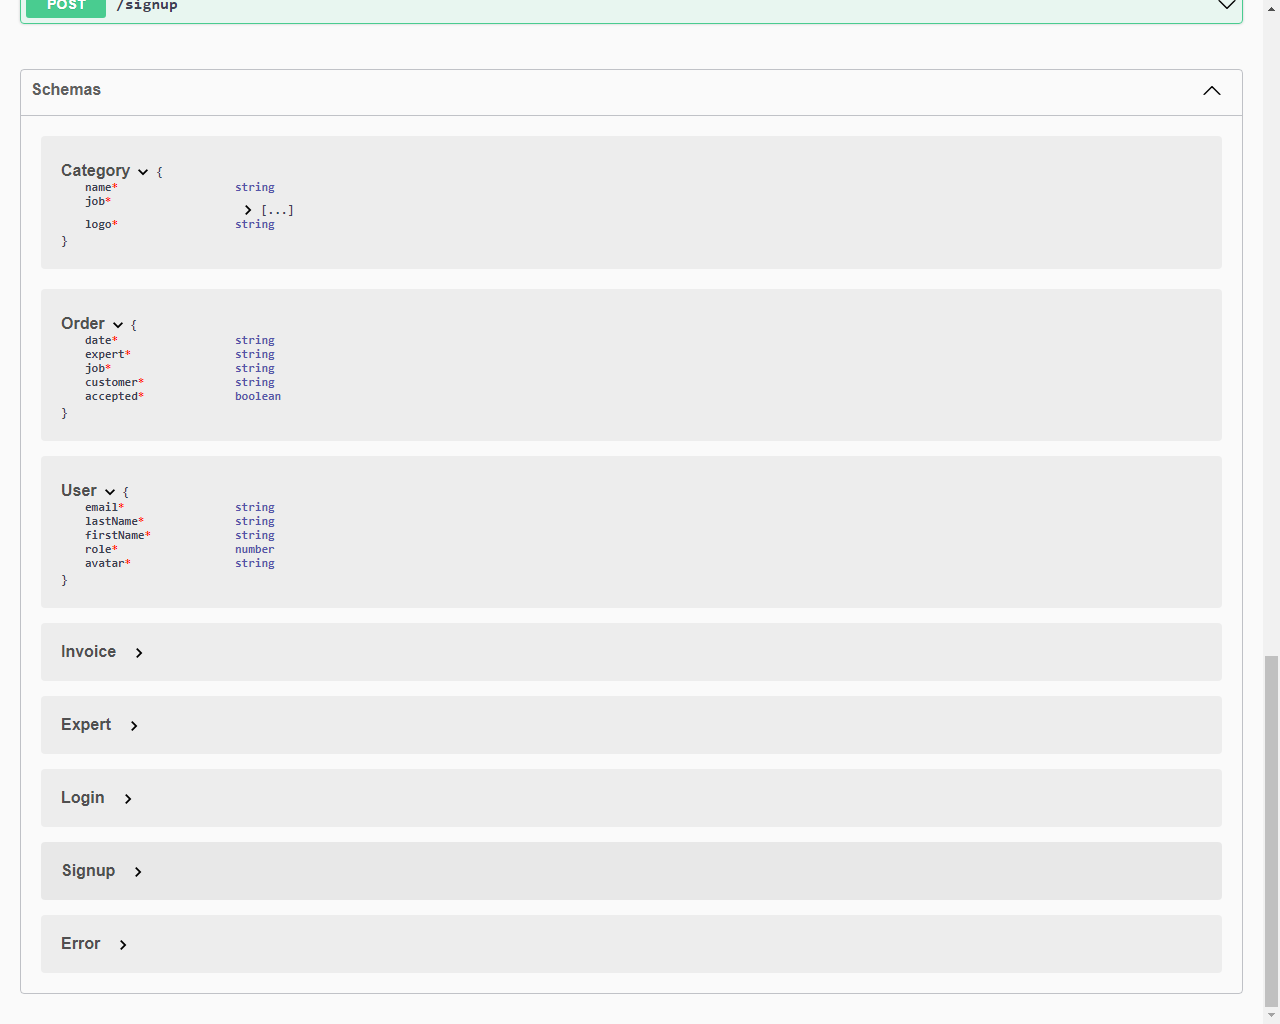 POST /signup
Schemas
Category {
name* string
job*
[...]
logo* string
}
Order {
date* string
expert* string
job* string
customer* string
accepted* boolean
}
User {
email* string
lastName* string
firstName* string
role* number
avatar* string
}
Invoice
Expert
Login
Signup
Error